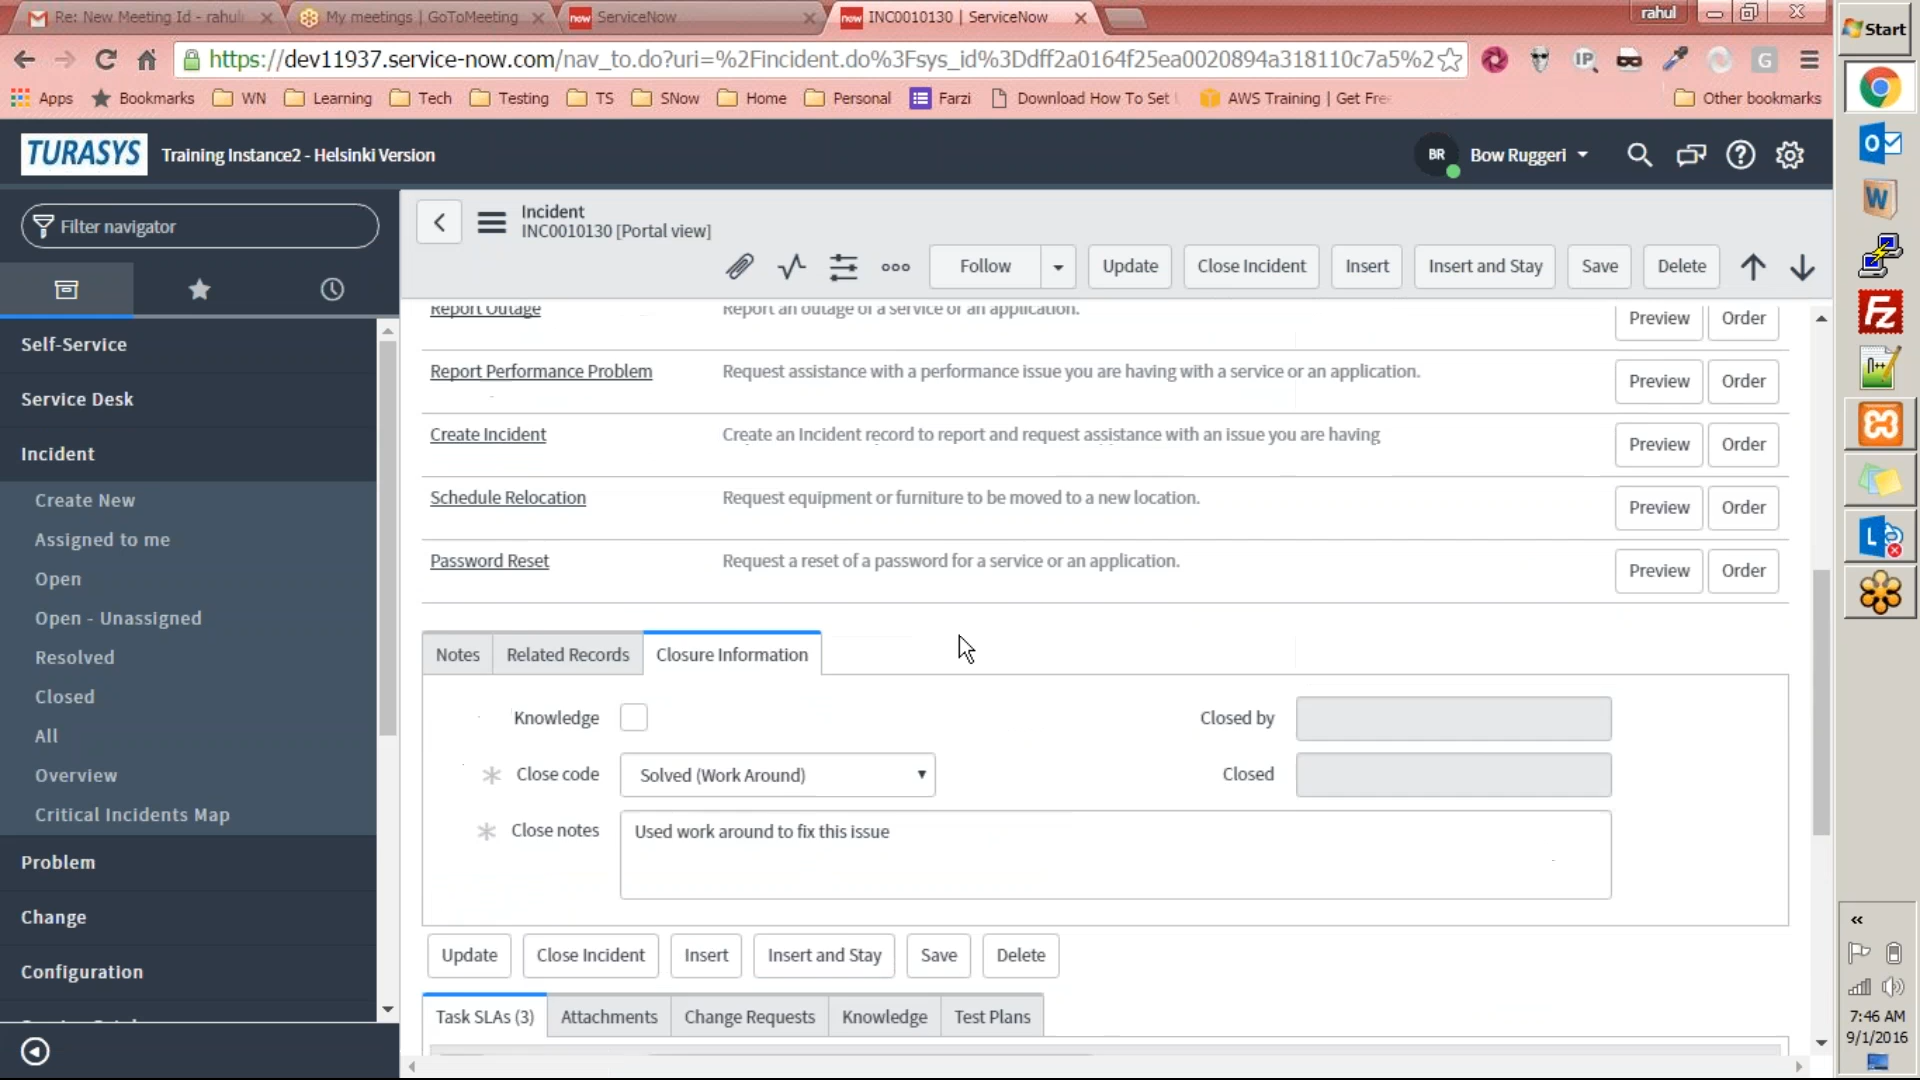 Re: New Meeting Id - rahul
My meetings | GoToMeeting
ServiceNow
INC0010130 | ServiceNow
rahul
https://dev11937.service-now.com/nav_to.do?uri=%2Fincident.do%3Fsys_id%3Ddff2a0164f25ea0020894a318110c7a5%2
Apps
Bookmarks
WN
Learning
Tech
Testing
TS
SNow
Home
Personal
Farzi
Download How To Set
AWS Training | Get Free
Other bookmarks
Start
TURASYS
Training Instance2 - Helsinki Version
BR
Bow Ruggeri
Filter navigator
Self-Service
Service Desk
Incident
Create New
Assigned to me
Open
Open - Unassigned
Resolved
Closed
All
Overview
Critical Incidents Map
Problem
Change
Configuration
Incident
INC0010130 [Portal view]
Follow
Update
Close Incident
Insert
Insert and Stay
Save
Delete
Report Outage Report an outage of a service or an application. Preview Order
Report Performance Problem Request assistance with a performance issue you are having with a service or an application. Preview Order
Create Incident Create an Incident record to report and request assistance with an issue you are having Preview Order
Schedule Relocation Request equipment or furniture to be moved to a new location. Preview Order
Password Reset Request a reset of a password for a service or an application. Preview Order
Notes Related Records Closure Information
Knowledge
Closed by
Close code Solved (Work Around)
Closed
Close notes Used work around to fix this issue
Update Close Incident Insert Insert and Stay Save Delete
Task SLAs (3) Attachments Change Requests Knowledge Test Plans
7:46 AM
9/1/2016